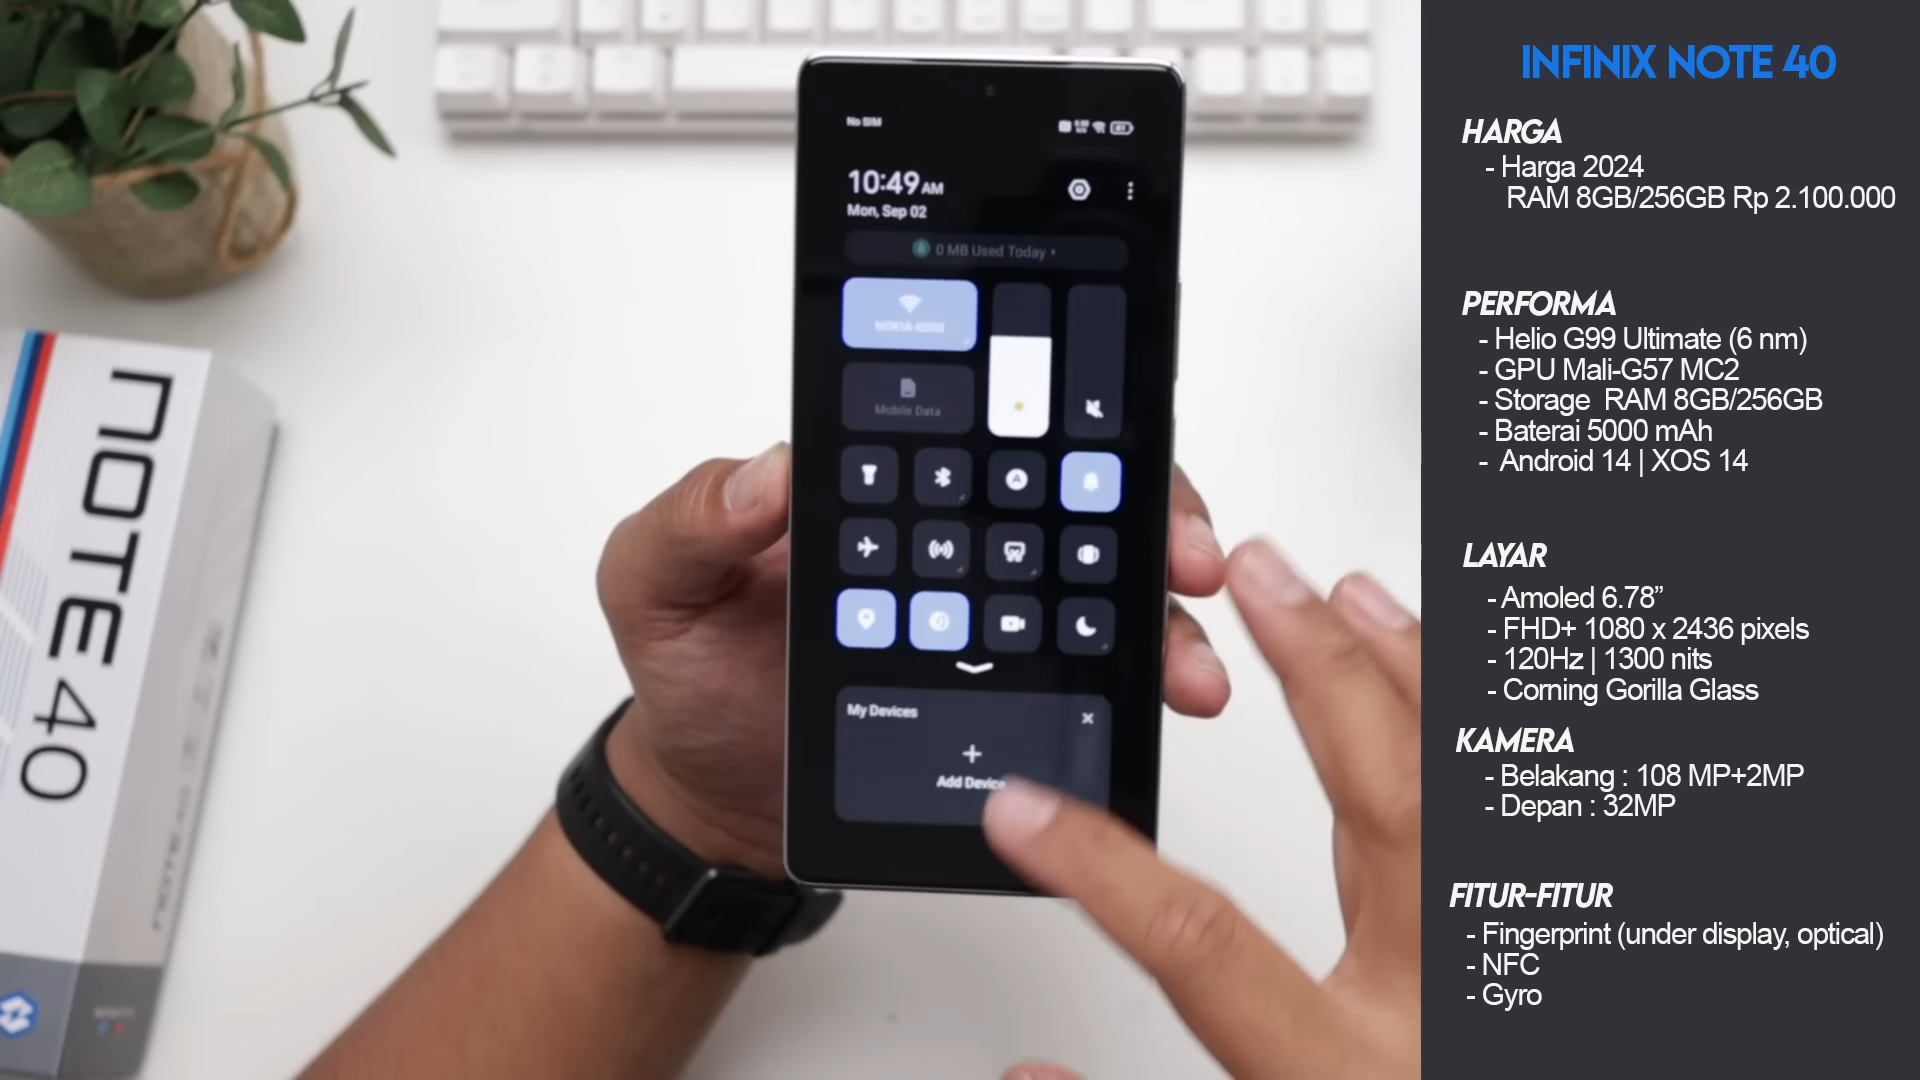 NOTE 40
No SIM
10:49 AM
Mon, Sep 02
0 MB Used Today
NOKIA-6D00
Mobile Data
My Devices
Add Device
INFINIX NOTE 40
HARGA
- Harga 2024
RAM 8GB/256GB Rp 2.100.000
PERFORMA
- Helio G99 Ultimate (6 nm)
- GPU Mali-G57 MC2
- Storage  RAM 8GB/256GB
- Baterai 5000 mAh
-  Android 14 | XOS 14
LAYAR
- Amoled 6.78”
- FHD+ 1080 x 2436 pixels
- 120Hz | 1300 nits
- Corning Gorilla Glass
KAMERA
- Belakang : 108 MP+2MP
- Depan : 32MP
FITUR-FITUR
- Fingerprint (under display, optical)
- NFC
- Gyro